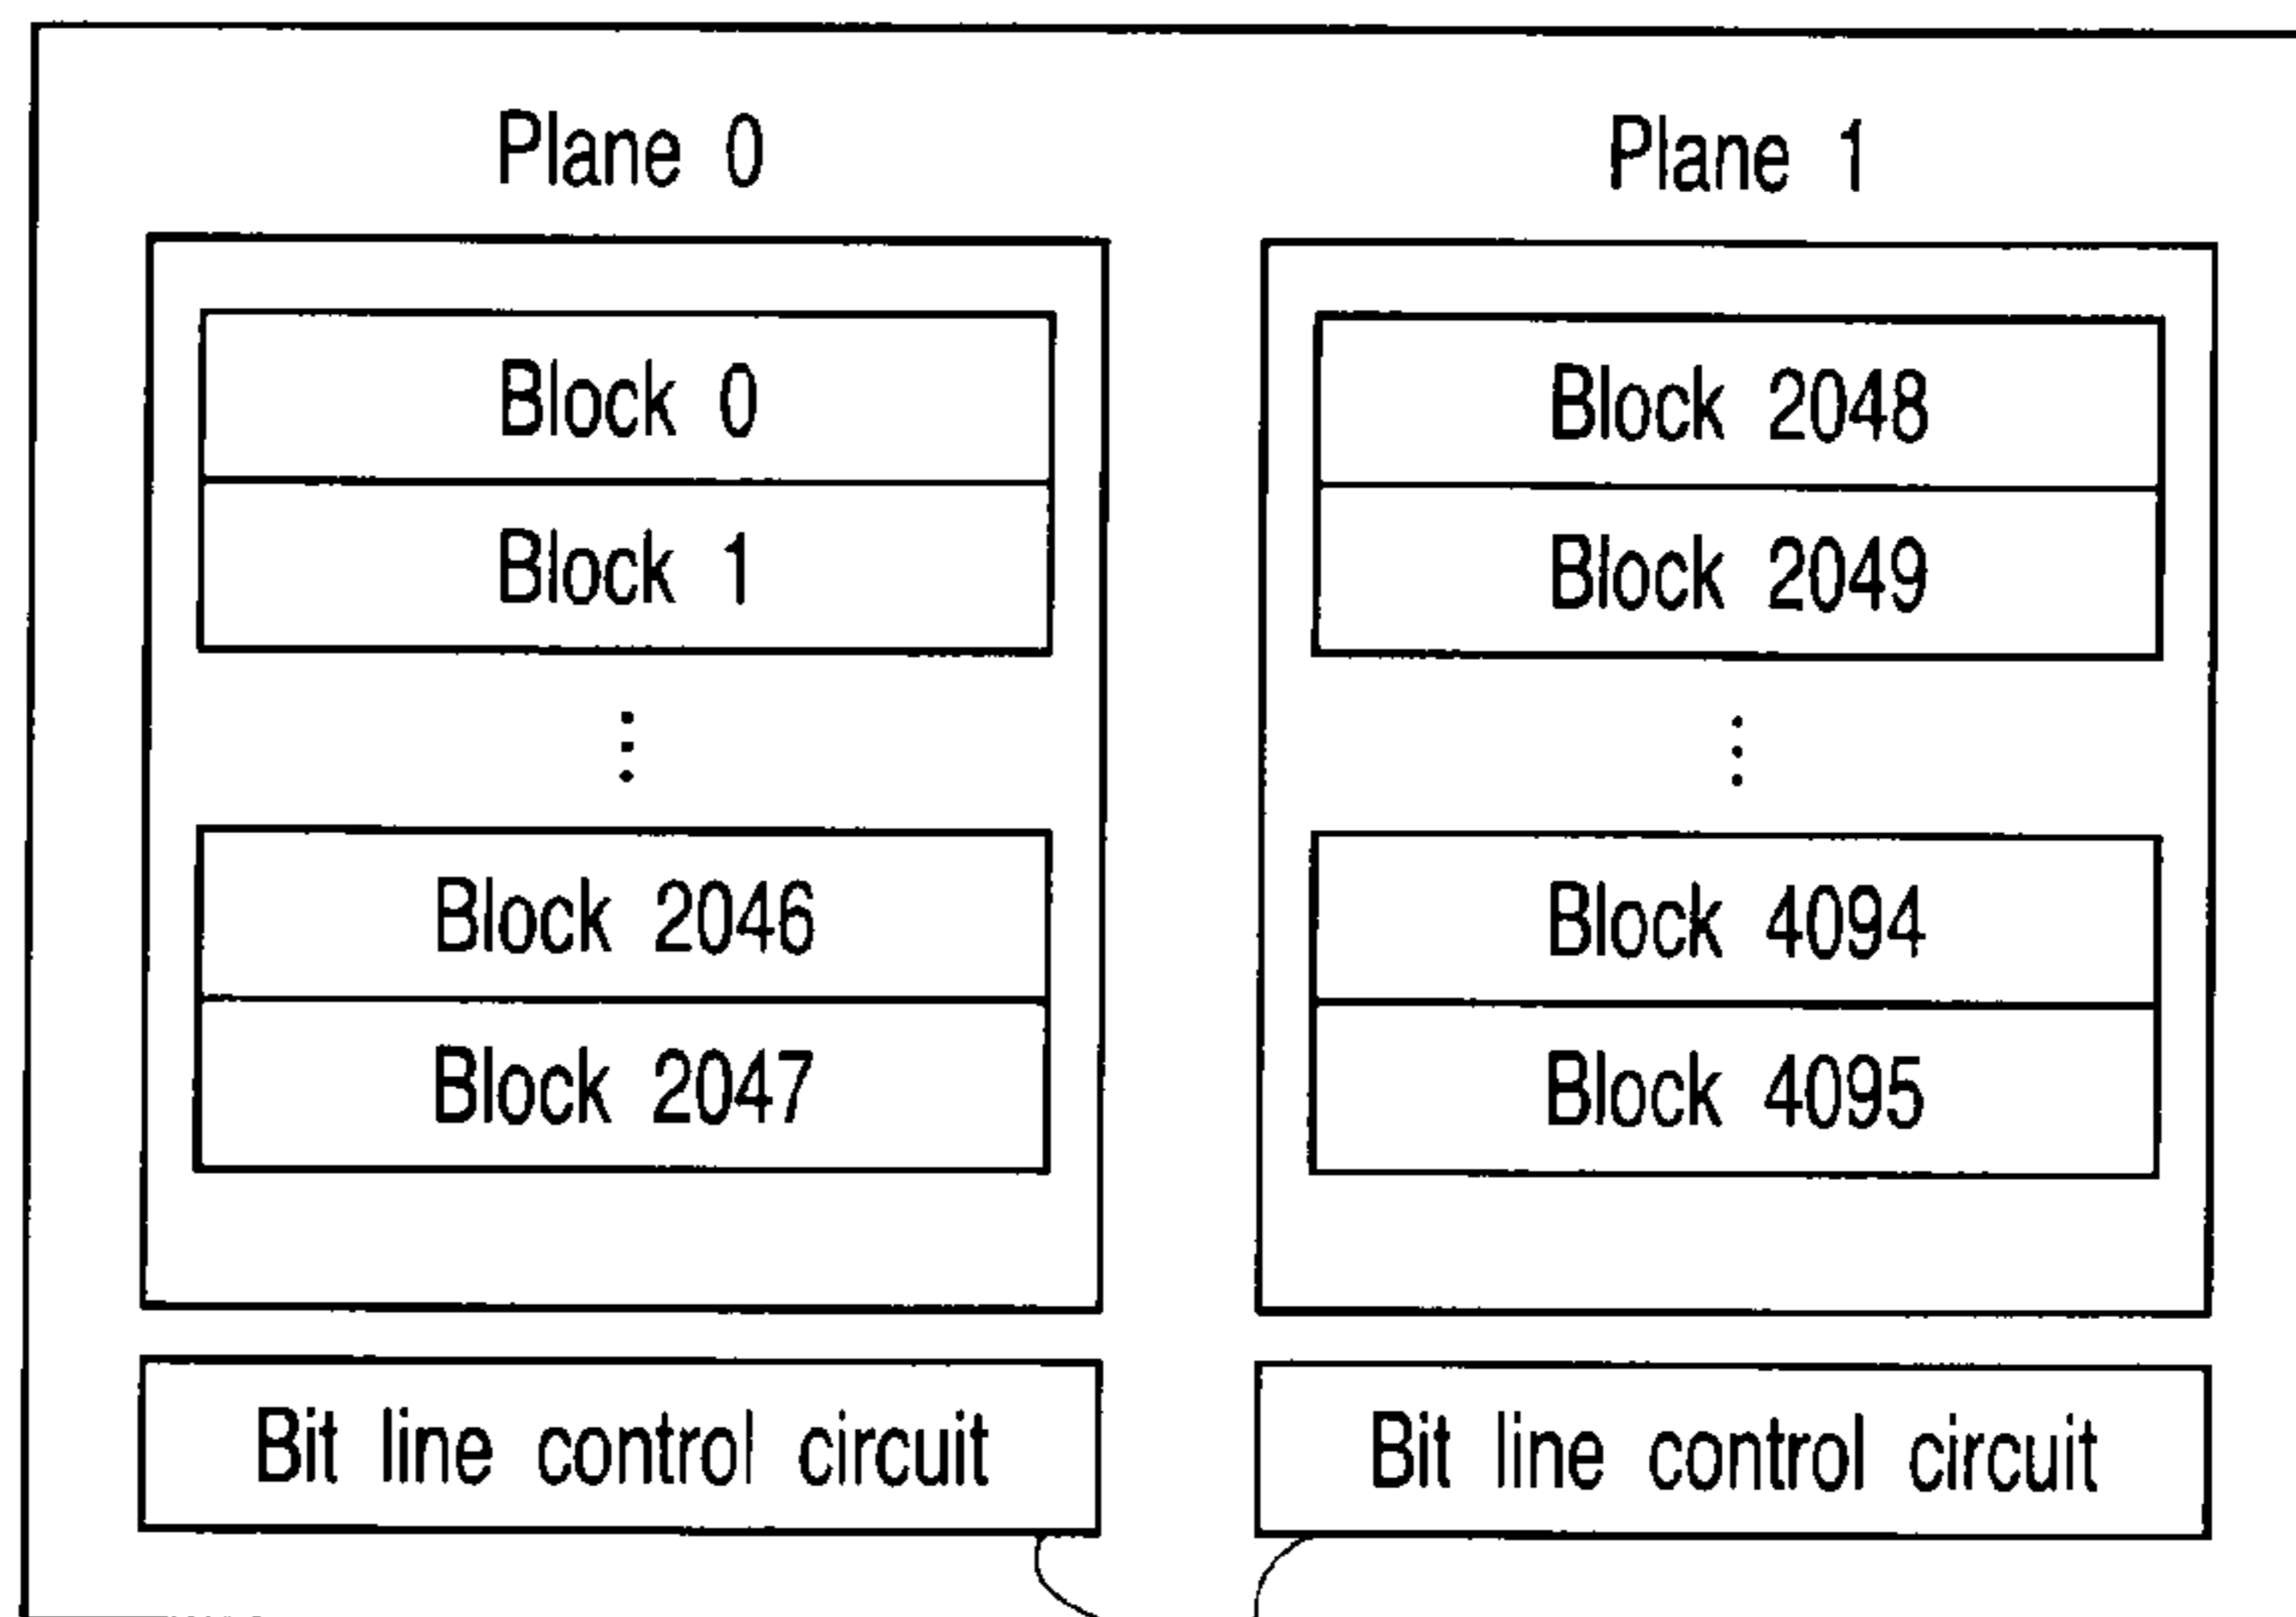 Plane 0
Block 0
Block 1
Block 2046
Block 2047
Bit line control circuit
Plane 1
Block 2048
Block 2049
Block 4094
Block 4095
Bit line control circuit